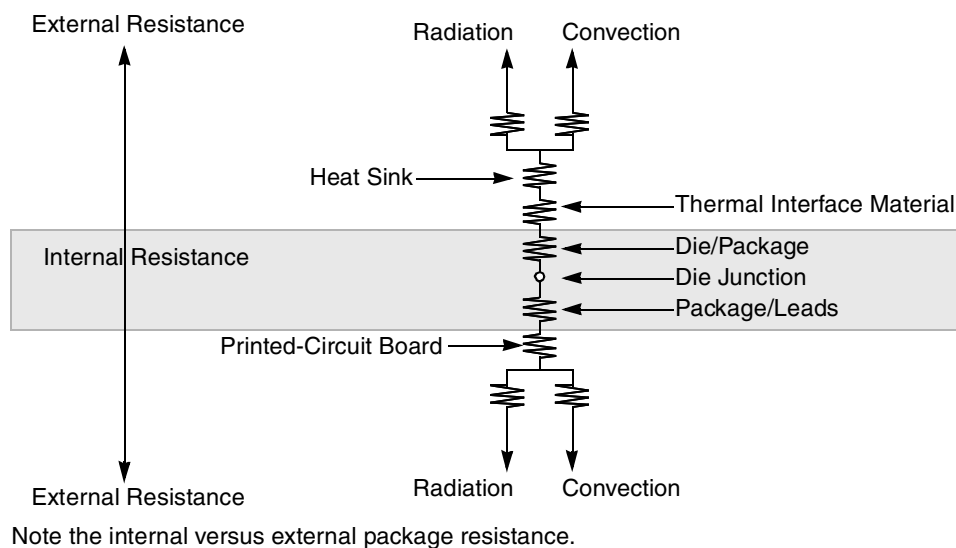 External Resistance
Radiation
Convection
Heat Sink
Thermal Interface Material
Internal Resistance
Die/Package
Die Junction
Package/Leads
Printed-Circuit Board
Radiation
Convection
External Resistance
Note the internal versus external package resistance.